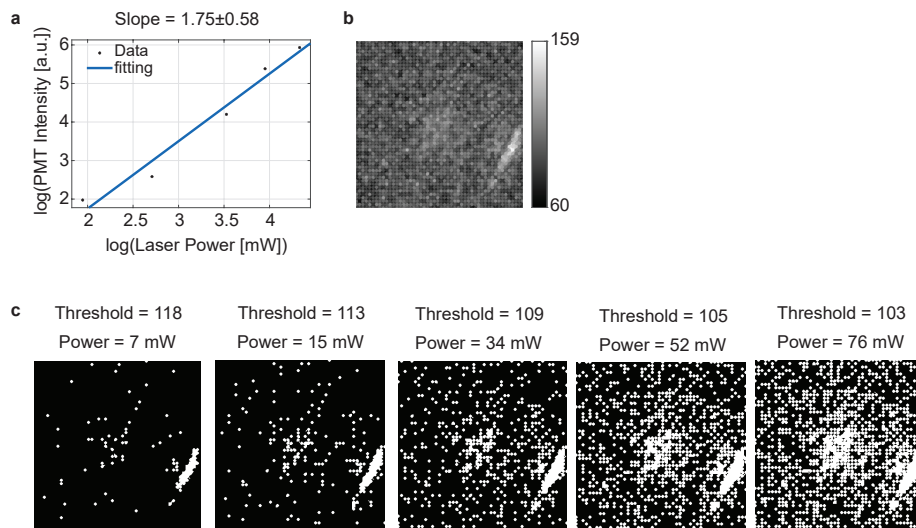 a
Slope = 1.75±0.58
log(PMT Intensity [a.u.])
6
5
4
3
2
Data
fitting
2
2.5
3
3.5
4
log(Laser Power [mW])
b
159
60
c
Threshold = 118
Power = 7 mW
Threshold = 113
Power = 15 mW
Threshold = 109
Power = 34 mW
Threshold = 105
Power = 52 mW
Threshold = 103
Power = 76 mW